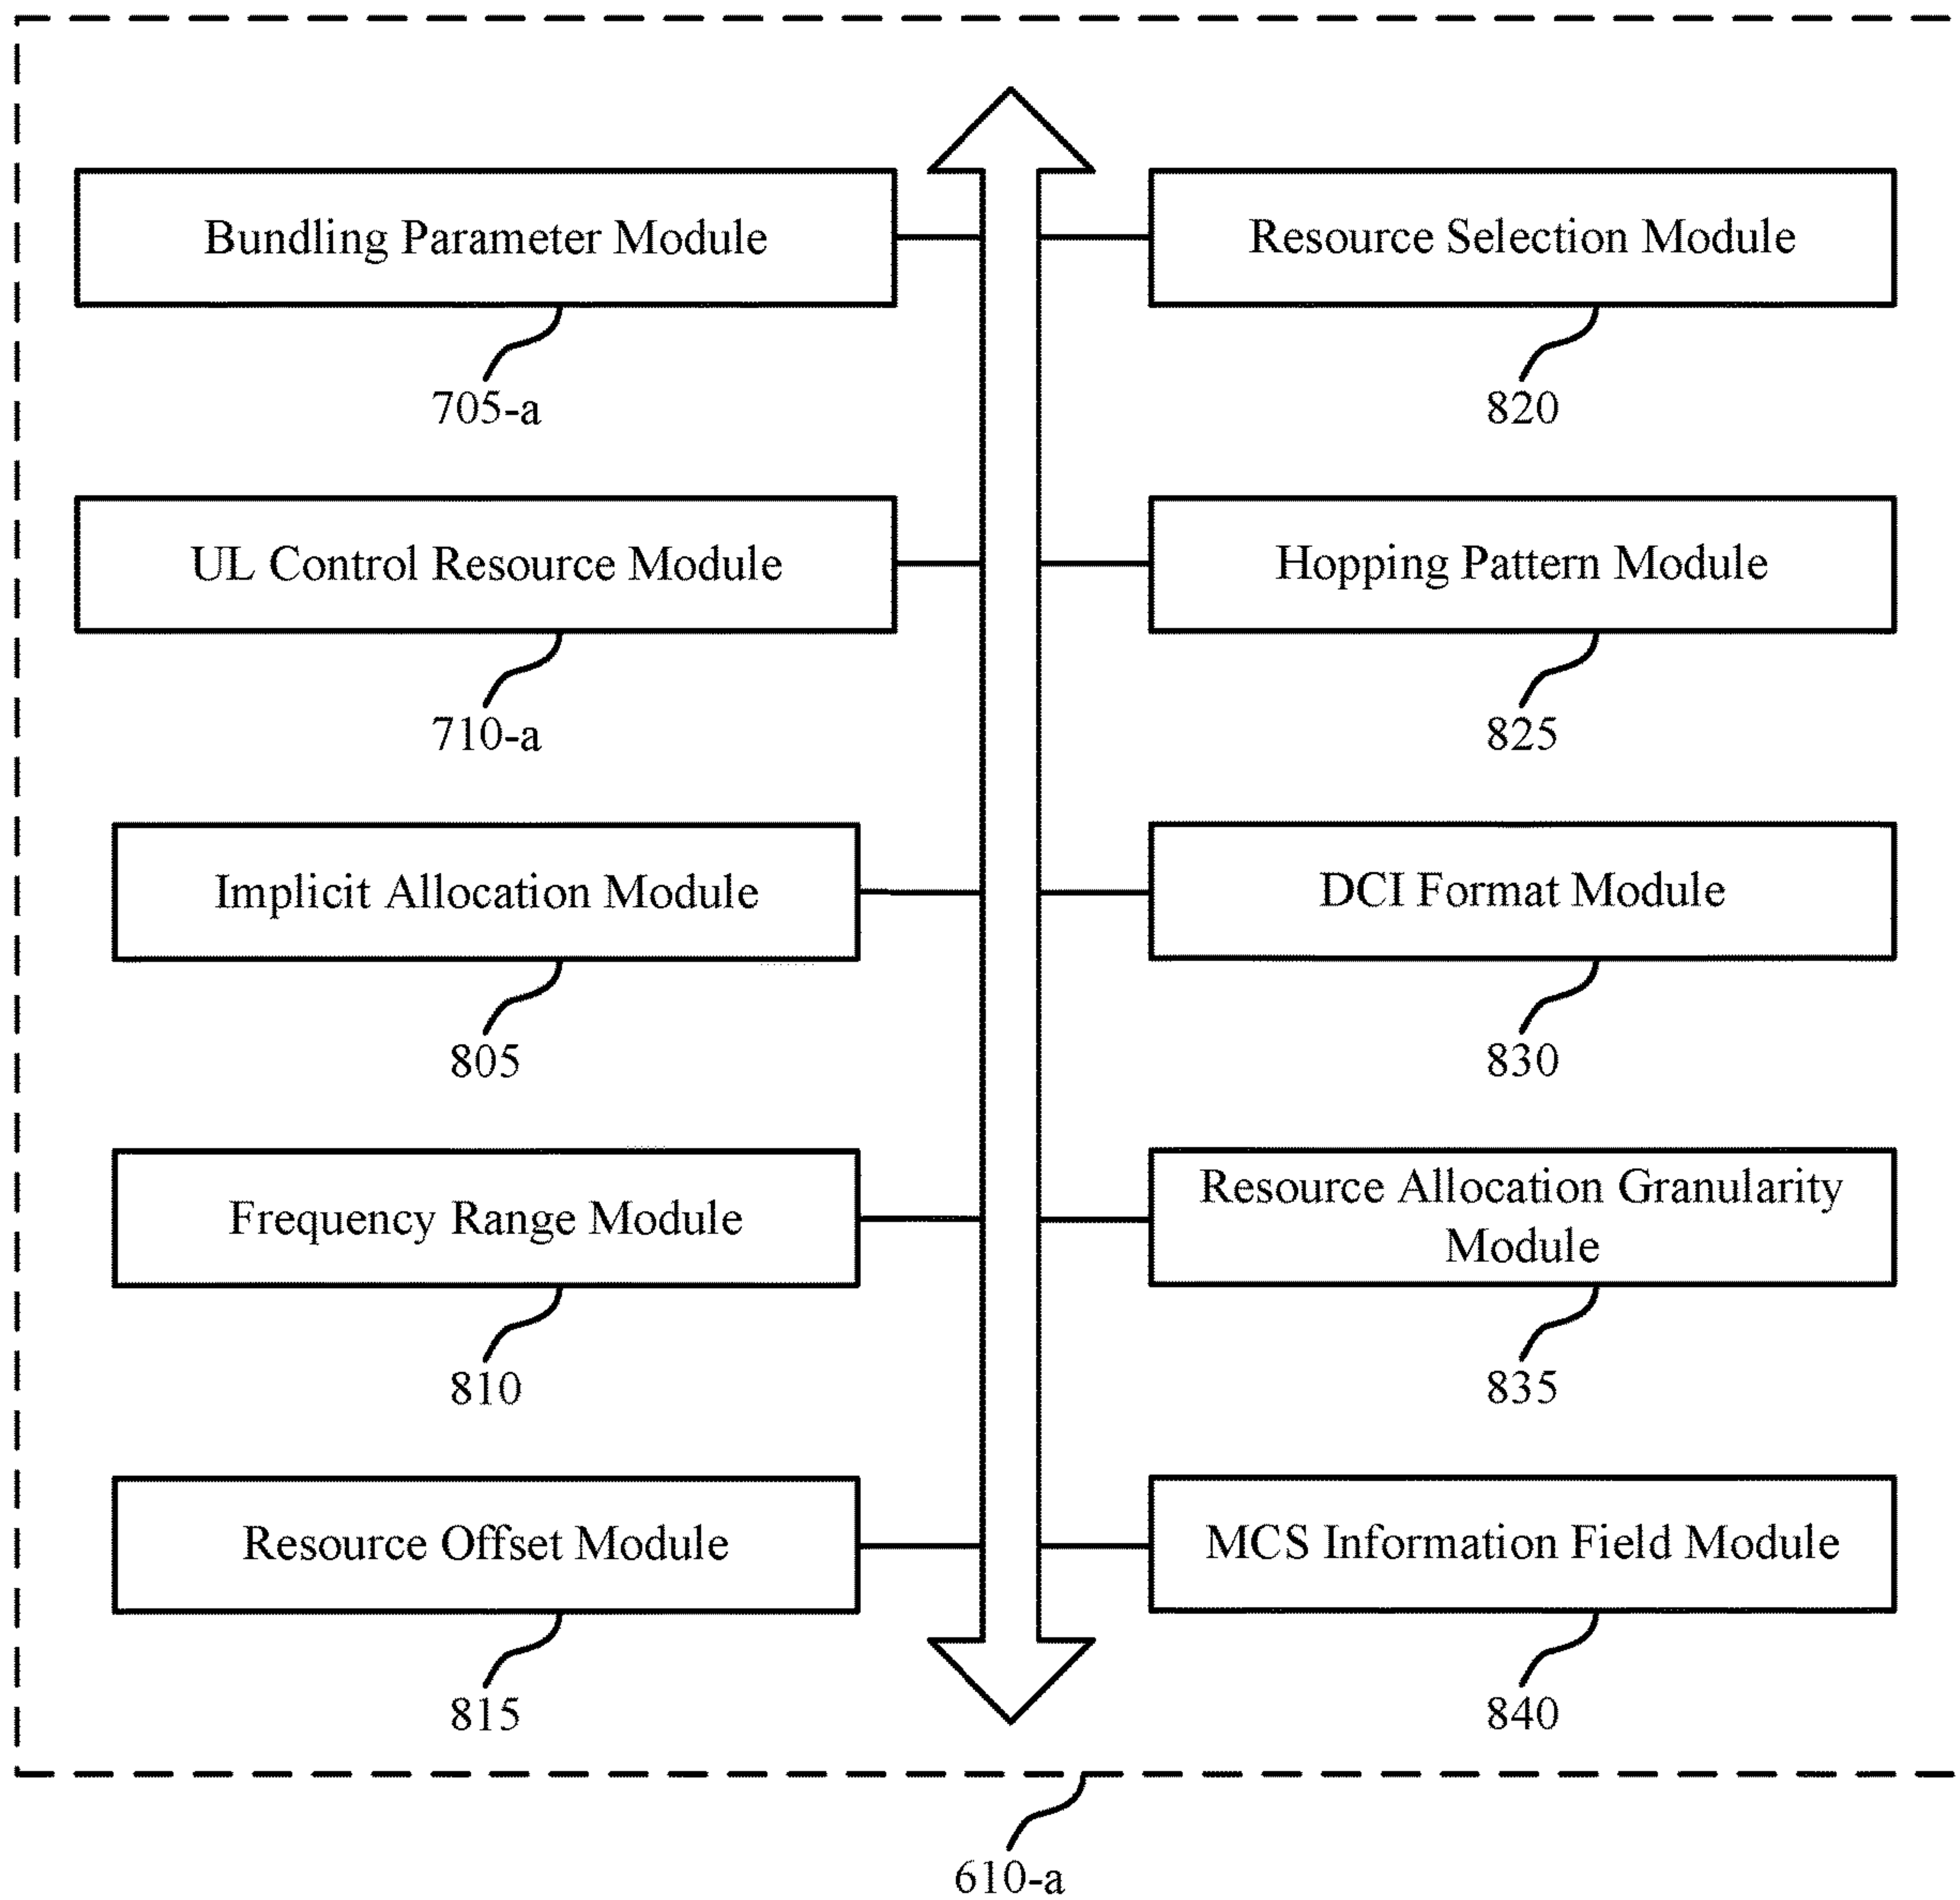 Bundling Parameter Module
Resource Selection Module
705-a
820
UL Control Resource Module
Hopping Pattern Module
710-a
825
Implicit Allocation Module
DCI Format Module
805
830
Frequency Range Module
Resource Allocation Granularity
Module
810
835
Resource Offset Module
MCS Information Field Module
815
840
610-a